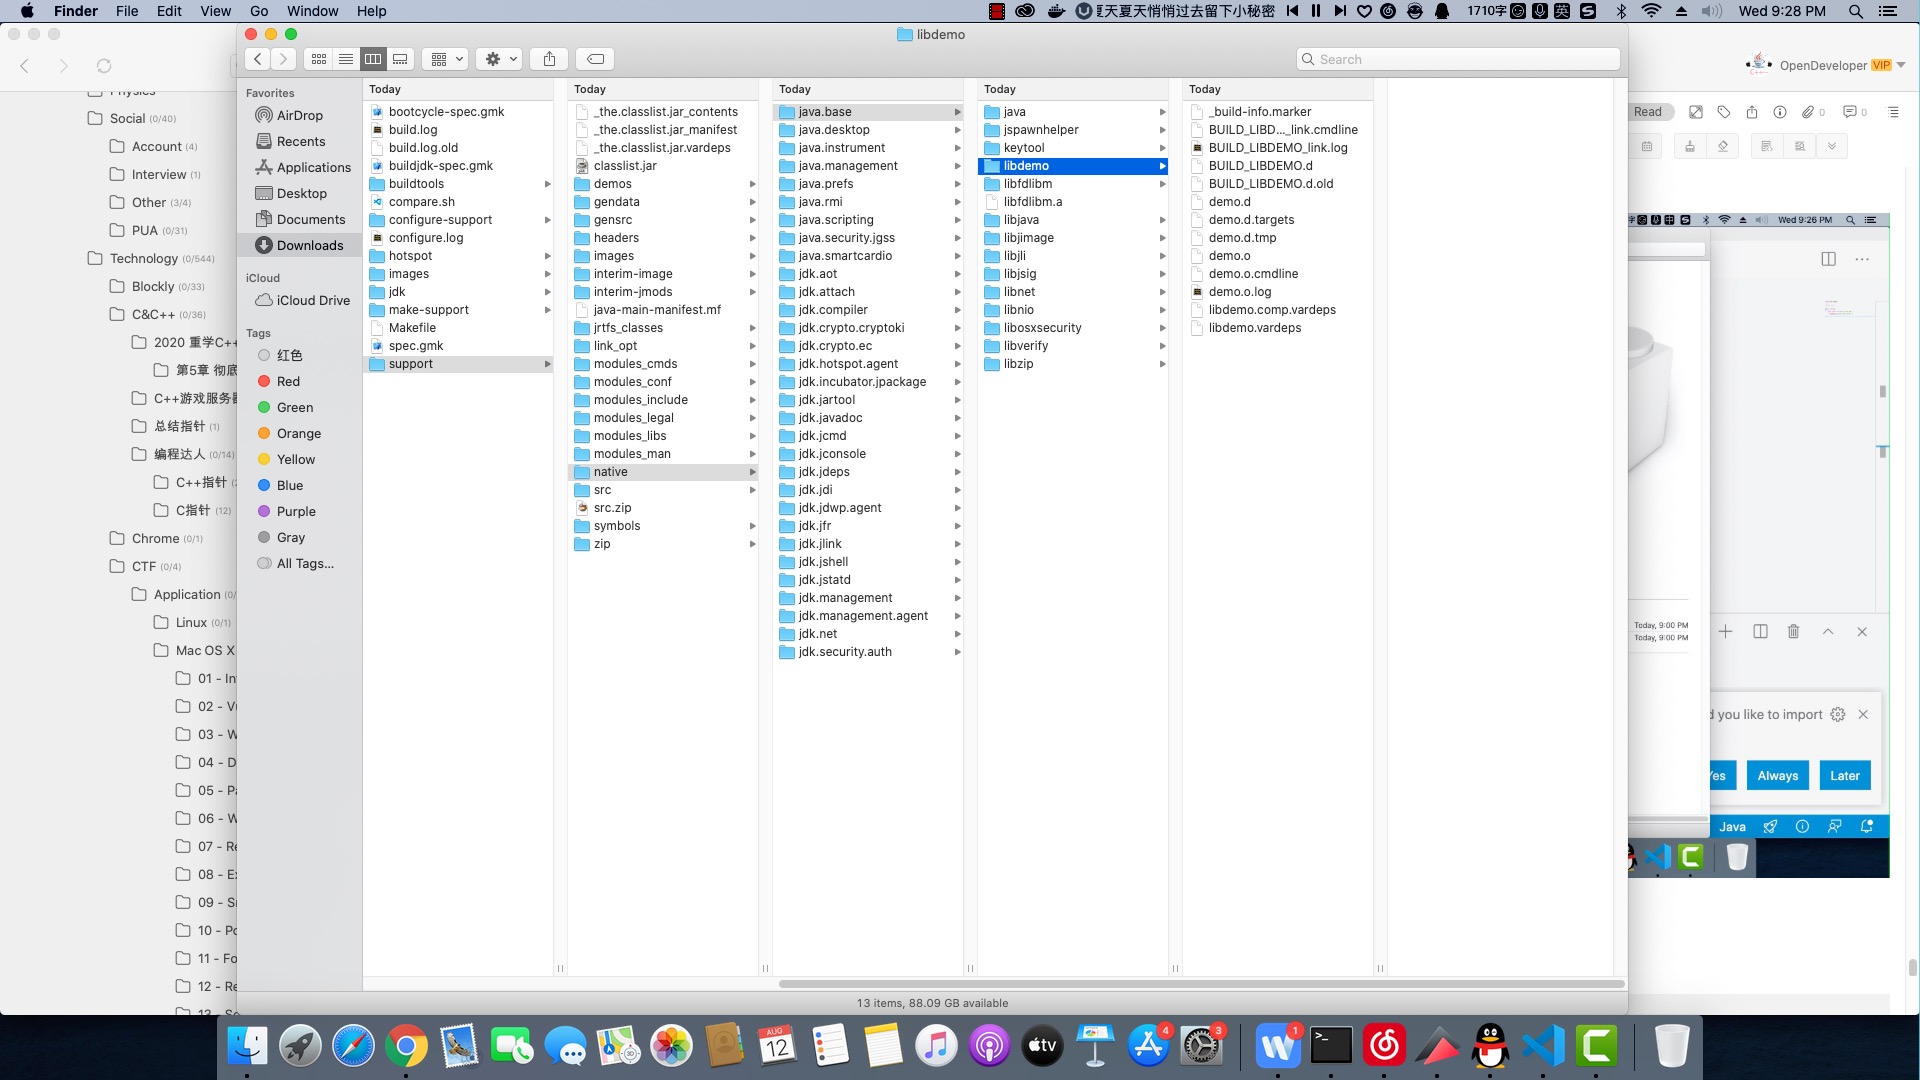 Finder File Edit View Go Window Help
夏天夏天悄悄过去留下小秘密
1710字
英
Wed 9:28 PM
libdemo
Search
Favorites
AirDrop
Recents
Applications
Desktop
Documents
Downloads
iCloud
iCloud Drive
Tags
红色
Red
Green
Orange
Yellow
Blue
Purple
Gray
All Tags...
Today
bootcycle-spec.gmk
build.log
build.log.old
buildjdk-spec.gmk
buildtools
compare.sh
configure-support
configure.log
hotspot
images
jdk
make-support
Makefile
spec.gmk
support
Today
_the.classlist.jar_contents
_the.classlist.jar_manifest
_the.classlist.jar.vardeps
classlist.jar
demos
gendata
gensrc
headers
images
interim-image
interim-jmods
java-main-manifest.mf
jrtfs_classes
link_opt
modules_cmds
modules_conf
modules_include
modules_legal
modules_libs
modules_man
native
src
src.zip
symbols
zip
Today
java.base
java.desktop
java.instrument
java.management
java.prefs
java.rmi
java.scripting
java.security.jgss
java.smartcardio
jdk.aot
jdk.attach
jdk.compiler
jdk.crypto.cryptoki
jdk.crypto.ec
jdk.hotspot.agent
jdk.incubator.jpackage
jdk.jartool
jdk.javadoc
jdk.jcmd
jdk.jconsole
jdk.jdeps
jdk.jdi
jdk.jdwp.agent
jdk.jfr
jdk.jlink
jdk.jshell
jdk.jstatd
jdk.management
jdk.management.agent
jdk.net
jdk.security.auth
Today
java
jspawnhelper
keytool
libdemo
libfdlibm
libfdlibm.a
libjava
libjimage
libjli
libjsig
libnet
libnio
libosxsecurity
libverify
libzip
Today
_build-info.marker
BUILD_LIBD..._link.cmdline
BUILD_LIBDEMO_link.log
BUILD_LIBDEMO.d
BUILD_LIBDEMO.d.old
demo.d
demo.d.targets
demo.d.tmp
demo.o
demo.o.cmdline
demo.o.log
libdemo.comp.vardeps
libdemo.vardeps
13 items, 88.09 GB available
Social (0/40)
Account (4)
Interview (1)
Other (3/4)
PUA (0/31)
Technology (0/544)
Blockly (0/33)
C&C++ (0/36)
2020 重学C++
第5章 彻底
C++游戏服务器
总结指针 (1)
编程达人 (0/14)
C++指针
C指针 (12)
Chrome (0/1)
CTF (0/4)
Application (0/
Linux (0/1)
Mac OS X
01 - In
02 - Vu
03 - W
04 - D
05 - Pa
06 - W
07 - Re
08 - Ex
09 - Sn
10 - Po
11 - Fo
12 - Re
OpenDeveloper VIP
Read
0
0
Wed 9:26 PM
Today, 9:00 PM
Today, 9:00 PM
d you like to import
Yes
Always
Later
Java
AUG
12
tv
4
3
1